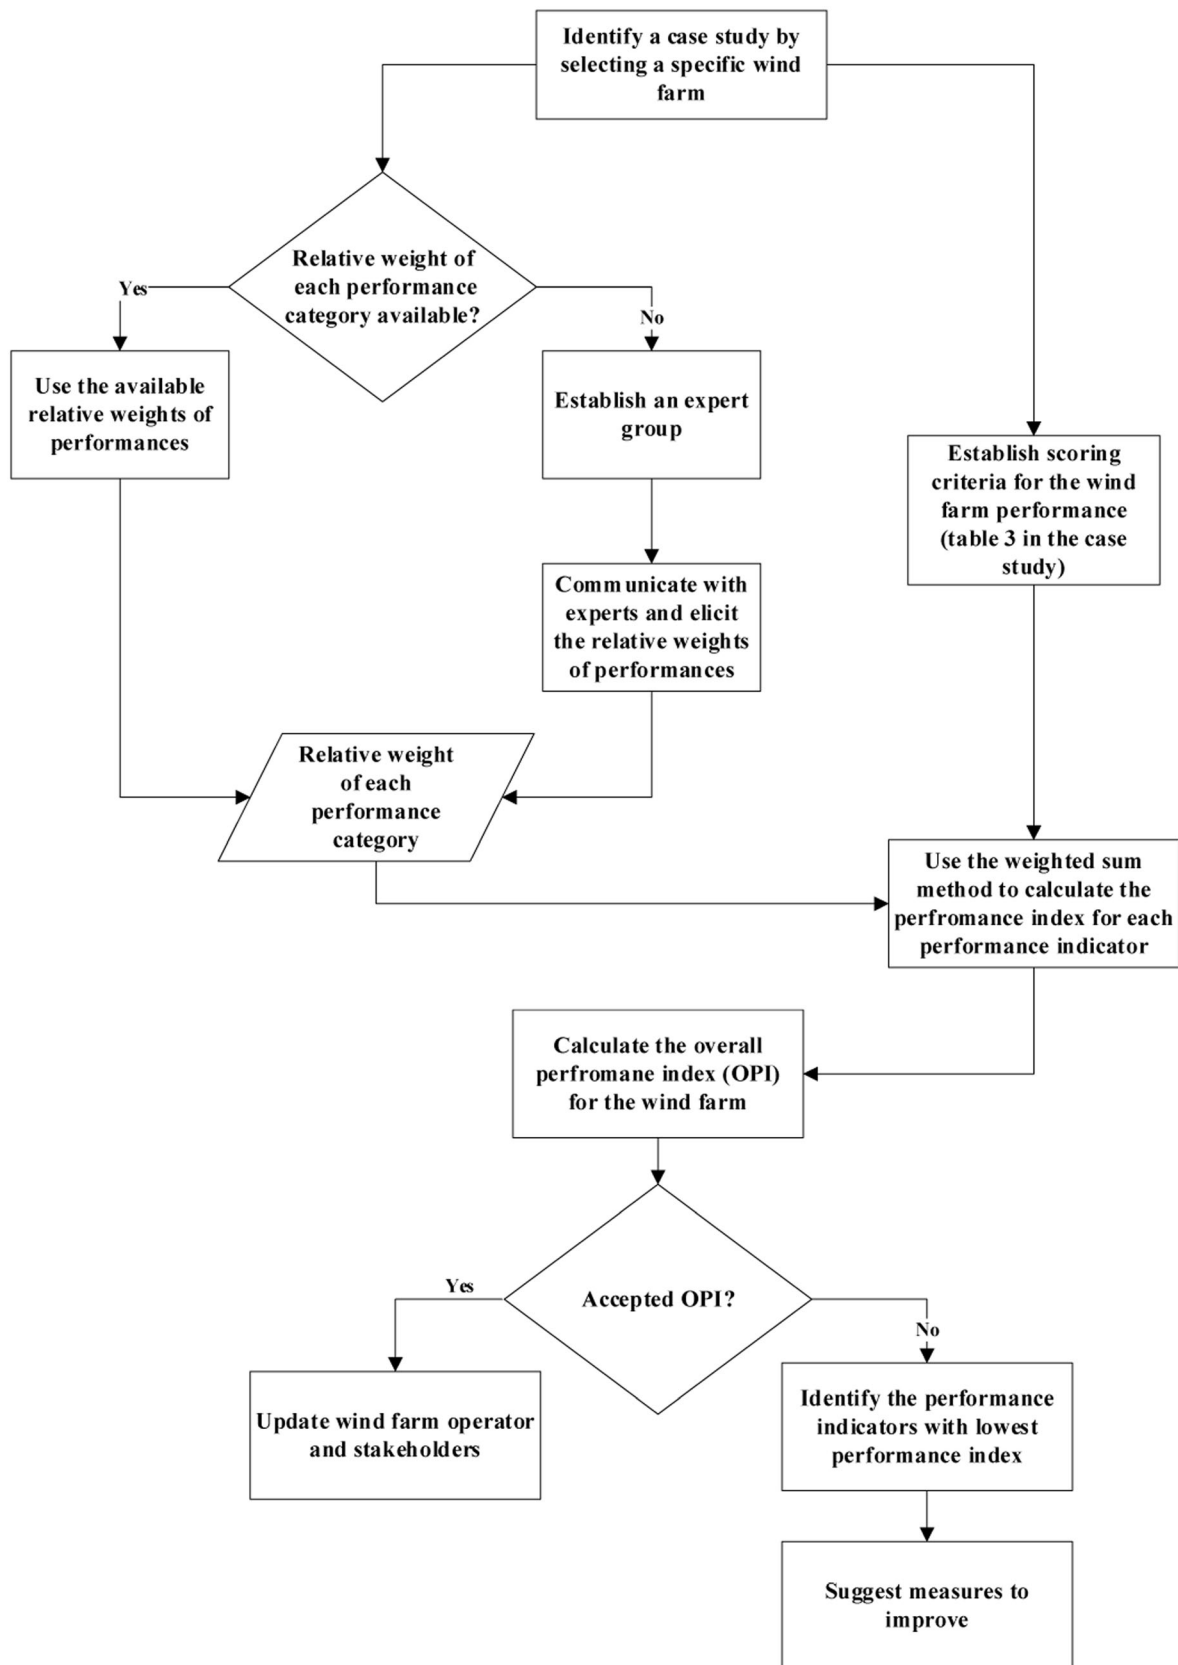 Identify a case study by
selecting a specific wind
farm
Relative weight of
each performance
category available?
Yes
No
Use the available
relative weights of
performances
Establish an expert
group
Establish scoring
criteria for the wind
farm performance
(table 3 in the case
study)
Communicate with
experts and elicit
the relative weights
of performances
Relative weight
of each
performance
category
Use the weighted sum
method to calculate the
perfromance index for each
performance indicator
Calculate the overall
perfromane index (OPI)
for the wind farm
Accepted OPI?
Yes
No
Update wind farm operator
and stakeholders
Identify the performance
indicators with lowest
performance index
Suggest measures to
improve